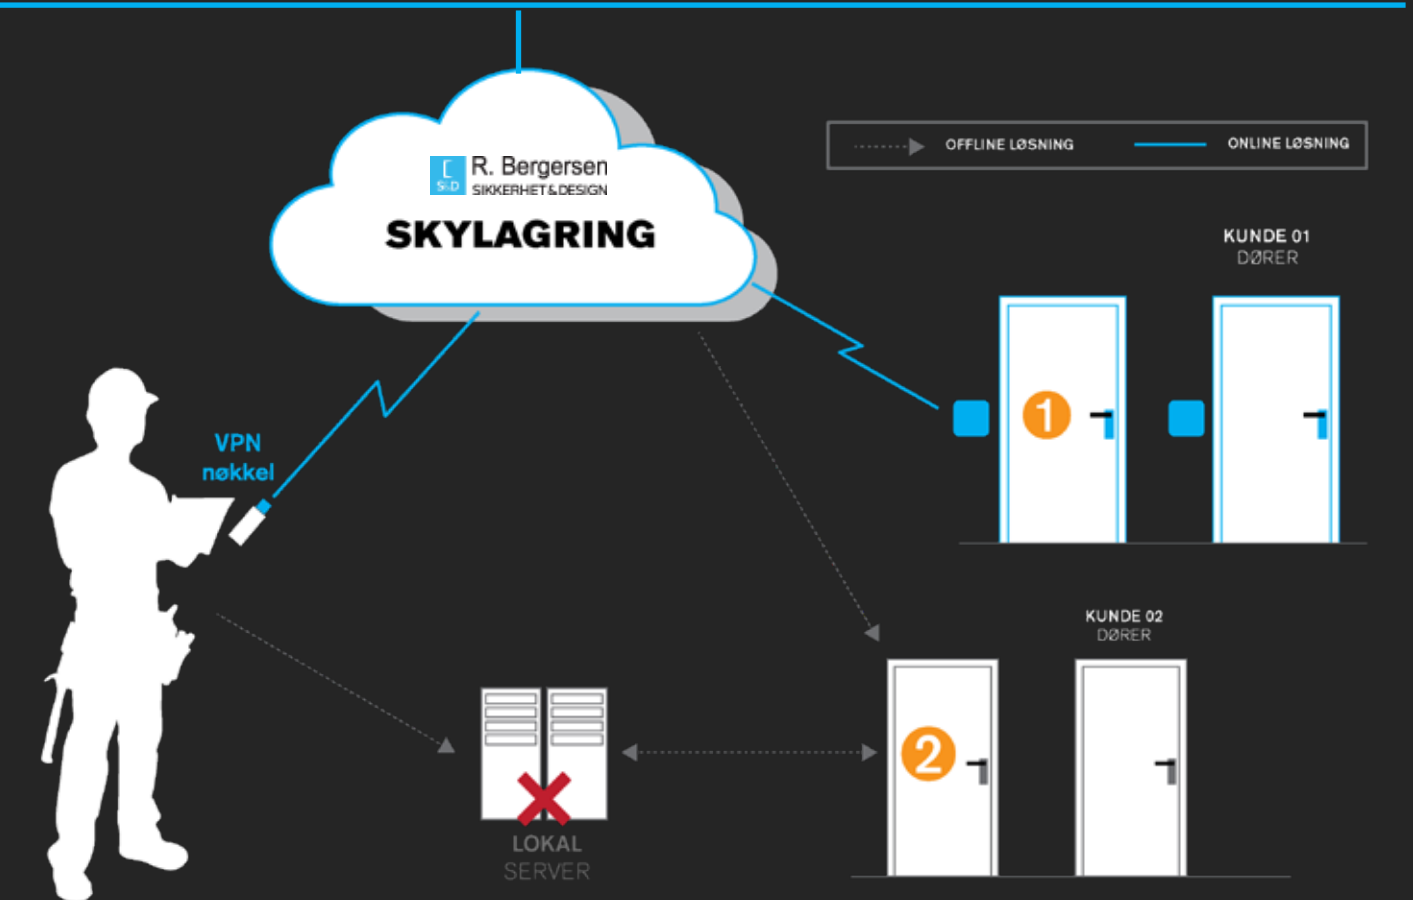 R. Bergersen
S&D
SIKKERHET&DESIGN
SKYLAGRING
OFFLINE LØSNING
ONLINE LØSNING
KUNDE 01
DØRER
1
VPN
nøkkel
KUNDE 02
DØRER
2
LOKAL
SERVER